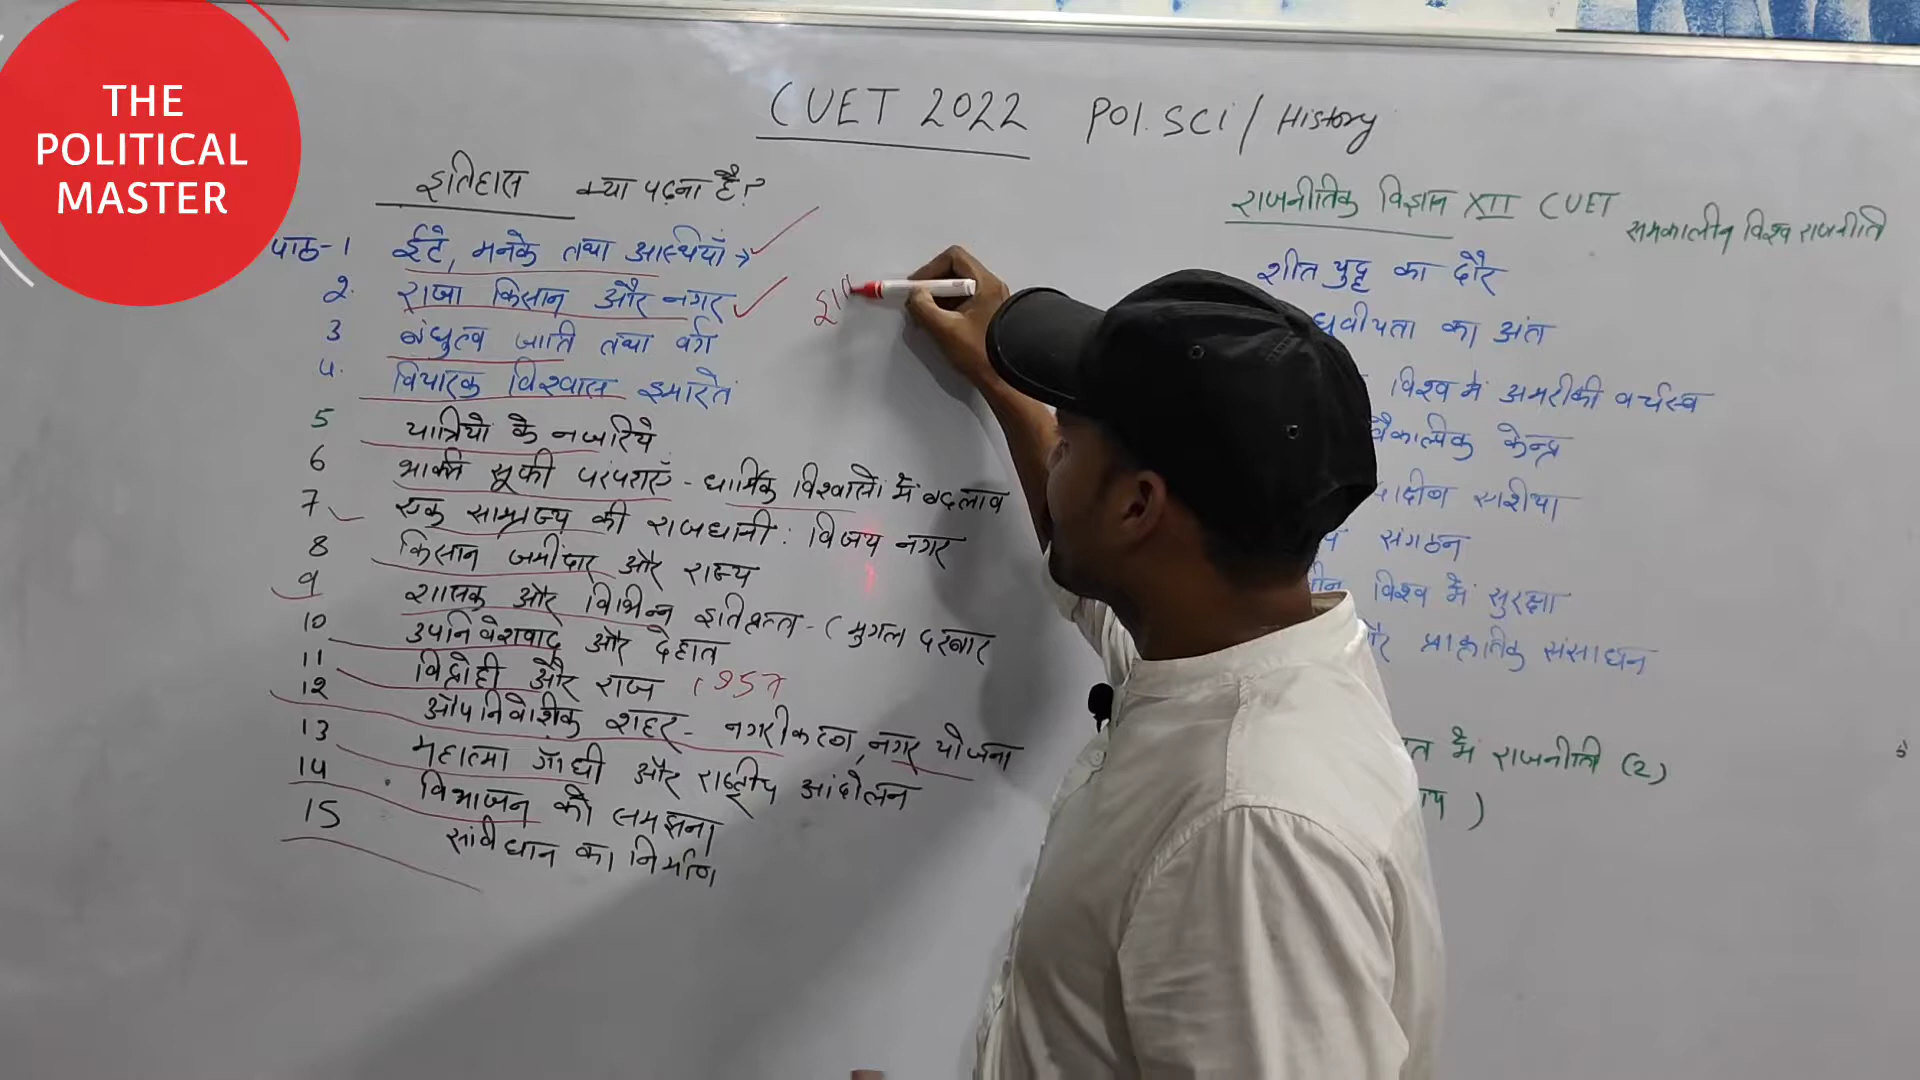 THE
POLITICAL
MASTER
CUET 2022 Pol. Sci / History
इतिहास क्या पढ़ना है?
पाठ-1 ईटे, मनके तथा अस्थियाँ →
2. राजा किसान और नगर
3 बंधुत्व जाति तथा वर्ग
4. विचारक विश्वास इमारतें
5 यात्रियों के नजरिये
6 भक्ति सूफी परंपराएँ - धार्मिक विश्वासों में बदलाव
7 एक साम्राज्य की राजधानी : विजय नगर
8 किसान जमींदार और राज्य
9 शासक और विभिन्न इतिवृत्त - ( मुगल दरबार
10 उपनिवेशवाद और देहात
11 विद्रोही और राज 1957
12 औपनिवेशिक शहर - नगरीकरण, नगर योजना
13 महात्मा गाँधी और राष्ट्रीय आंदोलन
14 विभाजन को समझना
15 संविधान का निर्माण
राजनीतिक विज्ञान XII CUET
समकालीन विश्व राजनीति
शीत युद्ध का दौर
ध्रुवीयता का अंत
विश्व में अमरीकी वर्चस्व
केन्द्र
संगठन
विश्व में सुरक्षा
प्राकृतिक संसाधन
में राजनीति (2)
)